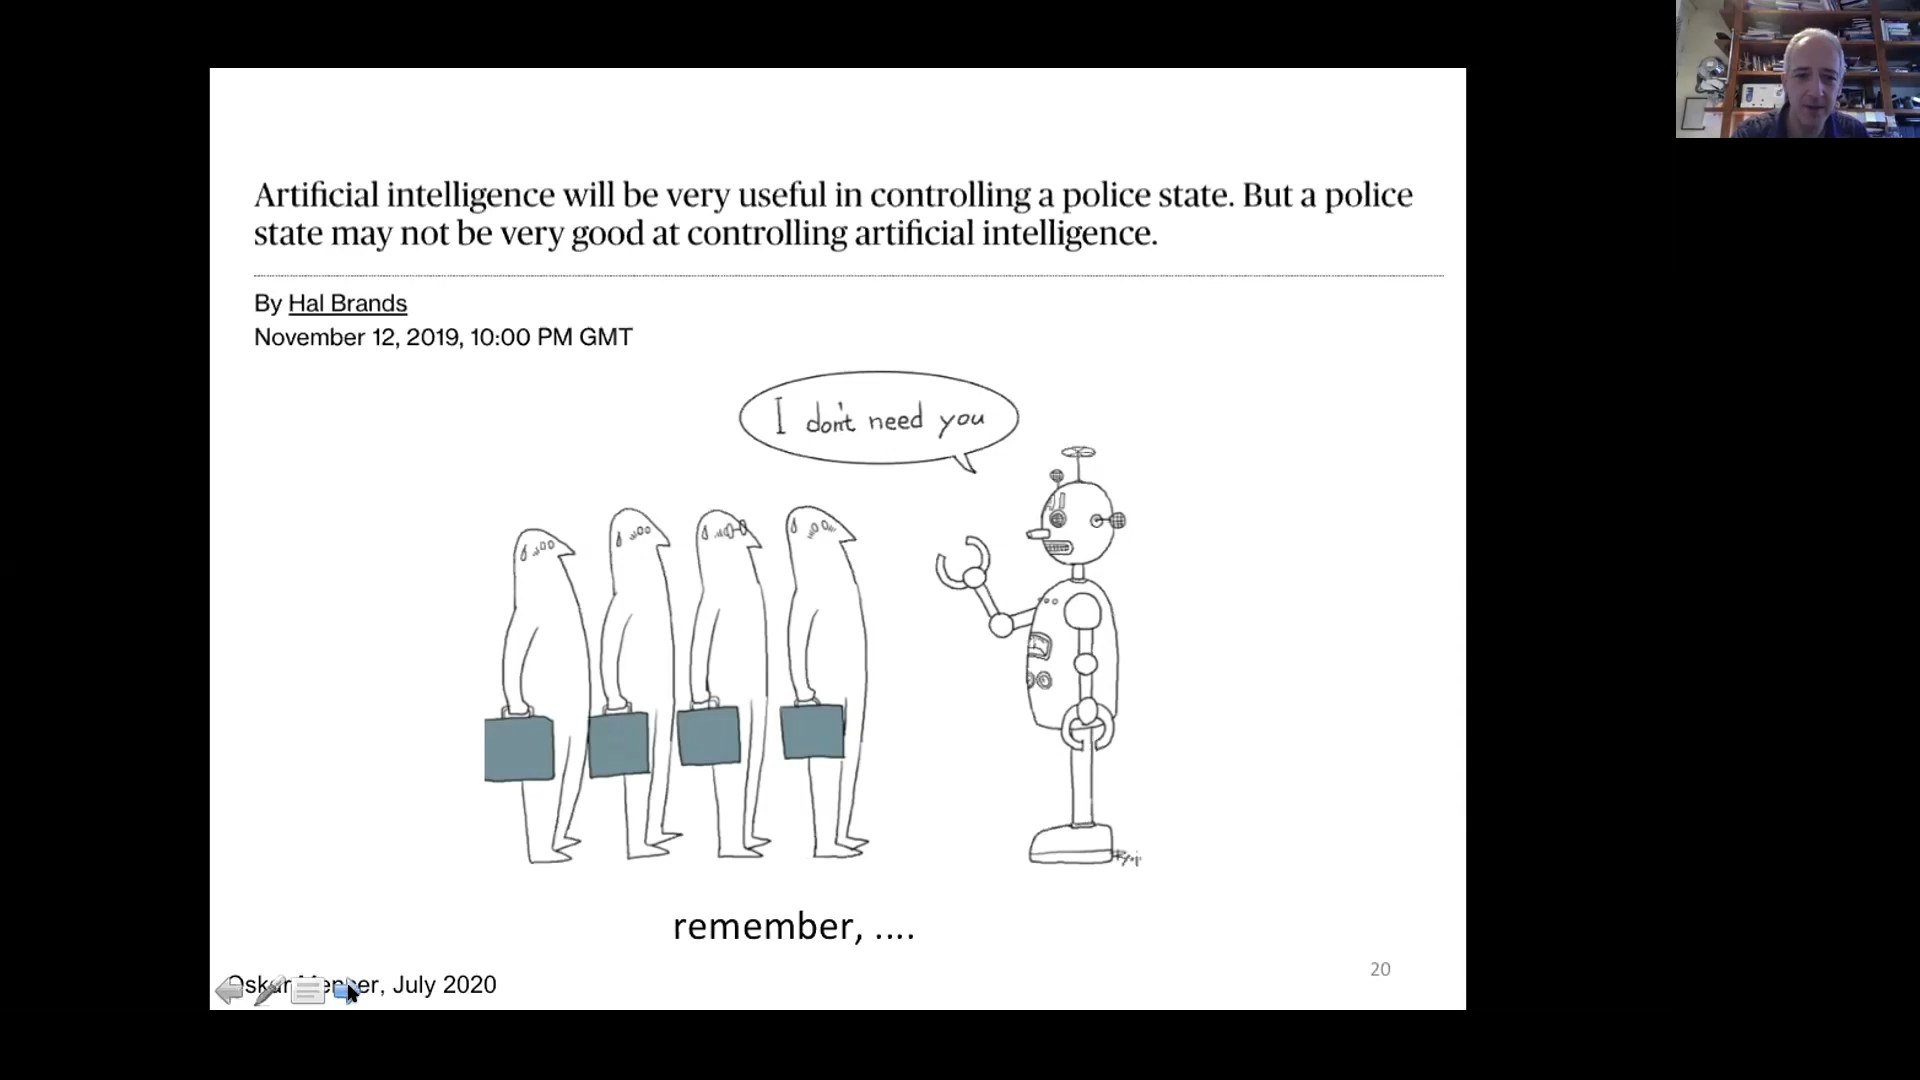 Artificial intelligence will be very useful in controlling a police state. But a police
state may not be very good at controlling artificial intelligence.
By Hal Brands
November 12, 2019, 10:00 PM GMT
I don't need you
remember, ....
July 2020
20